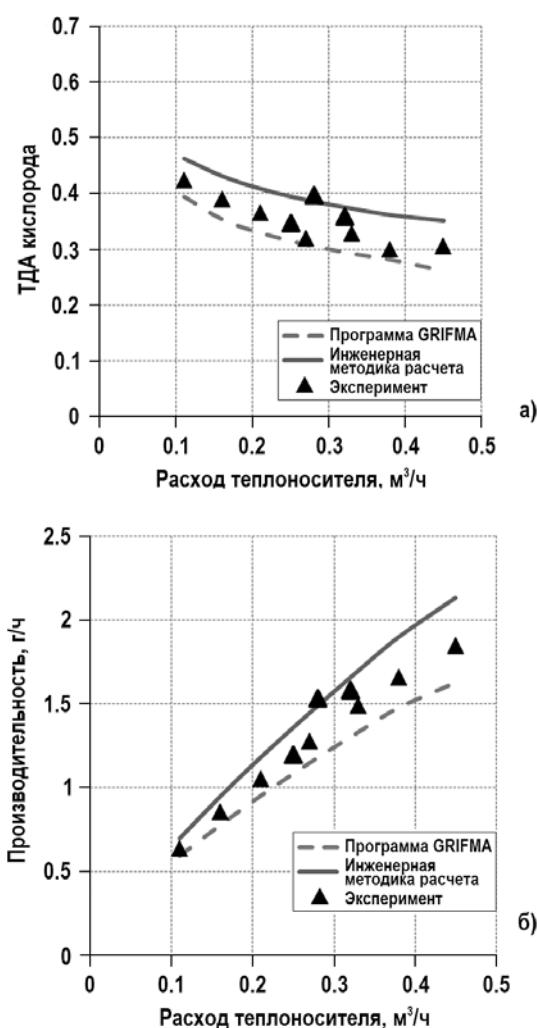 0.7
0.6
0.5
0.4
0.3
0.2
0.1
0
ТДА кислорода
Программа GRIFMA
Инженерная
методика расчета
Эксперимент
0 0.1 0.2 0.3 0.4 0.5
Расход теплоносителя, м³/ч
а)
2.5
2
1.5
1
0.5
0
Производительность, г/ч
Программа GRIFMA
Инженерная
методика расчета
Эксперимент
0 0.1 0.2 0.3 0.4 0.5
Расход теплоносителя, м³/ч
б)